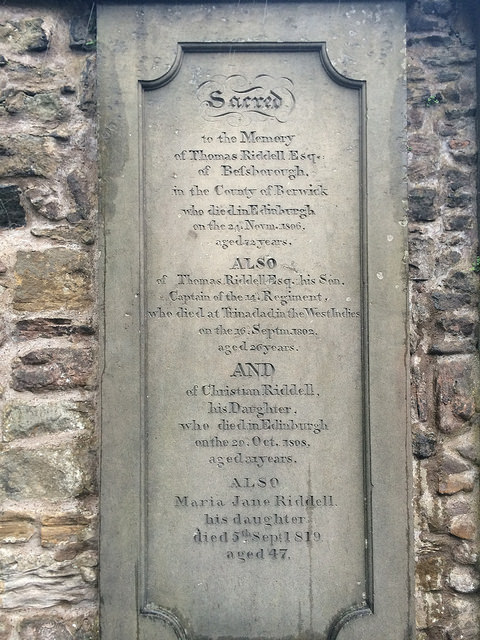 Sacred
to the Memory
of Thomas Riddell Esqr:
of Beſsborough,
in the County of Berwick
who died in Edinburgh
on the 24. Novm. 1806.
aged 72 years.
ALSO
of Thomas Riddell Esq. his Son,
Captain of the 14. Regiment,
who died at Trinadad in the West Indies
on the 16. Septm. 1802,
aged 26 years.
AND
of Christian Riddell,
his Daughter,
who died in Edinburgh
on the 20. Oct. 1808,
aged 31 years.
ALSO
Maria Jane Riddell.
his daughter
died 5th Sept. 1819
aged 47.